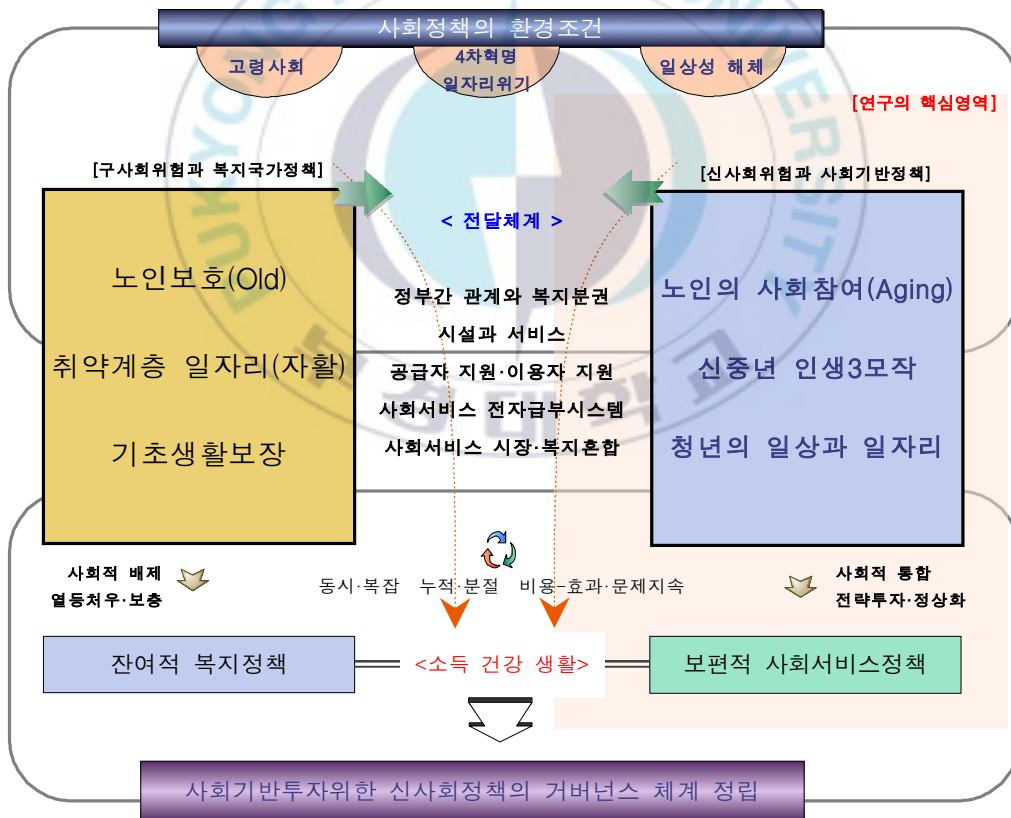 사회정책의 환경조건
고령사회
4차혁명
일자리위기
일상성 해체
[연구의 핵심영역]
[구사회위험과 복지국가정책]
[신사회위험과 사회기반정책]
< 전달체계 >
노인보호(Old)
취약계층 일자리(자활)
기초생활보장
정부간 관계와 복지분권
시설과 서비스
공급자 지원·이용자 지원
사회서비스 전자급부시스템
사회서비스 시장·복지혼합
노인의 사회참여(Aging)
신중년 인생3모작
청년의 일상과 일자리
사회적 배제
열등처우·보충
동시·복잡 누적·분절 비용-효과·문제지속
사회적 통합
전략투자·정상화
잔여적 복지정책
<소득 건강 생활>
보편적 사회서비스정책
사회기반투자위한 신사회정책의 거버넌스 체계 정립
PUKYONG
UNIVERSITY
부경대학교